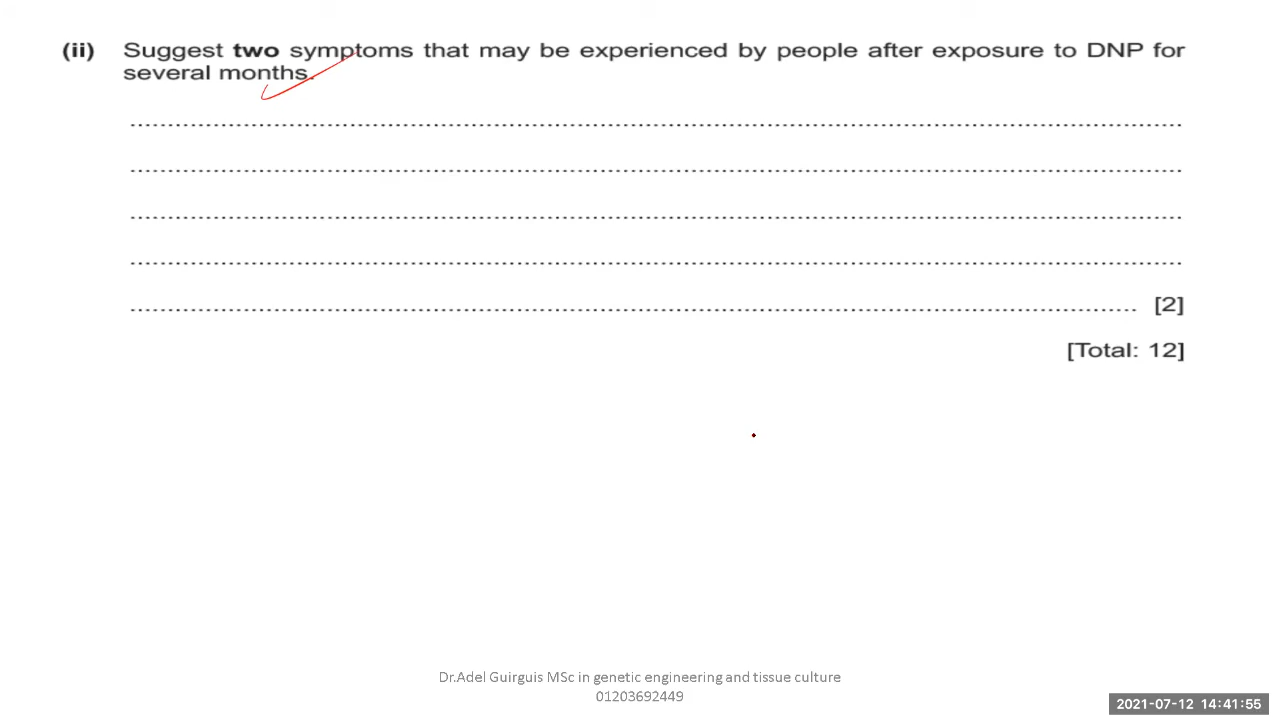 (ii) Suggest two symptoms that may be experienced by people after exposure to DNP for
several months.
..........................................................................................................................................
..........................................................................................................................................
..........................................................................................................................................
..........................................................................................................................................
.................................................................................................................................... [2]
[Total: 12]
Dr.Adel Guirguis MSc in genetic engineering and tissue culture
01203692449
2021-07-12 14:41:55